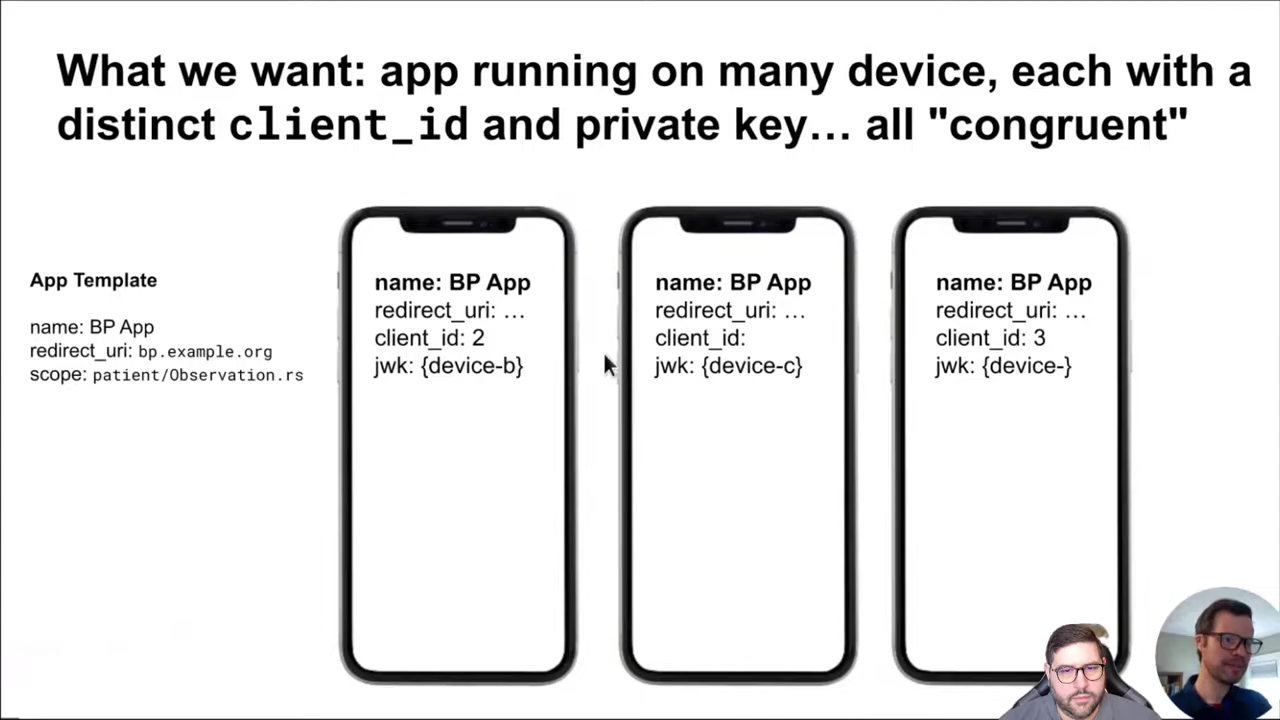 What we want: app running on many device, each with a
distinct client_id and private key… all "congruent"
App Template
name: BP App
redirect_uri: bp.example.org
scope: patient/Observation.rs
name: BP App
redirect_uri: …
client_id: 2
jwk: {device-b}
name: BP App
redirect_uri: …
client_id:
jwk: {device-c}
name: BP App
redirect_uri: …
client_id: 3
jwk: {device-}